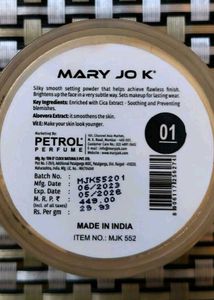 MARY JO K®
Silky smooth setting powder that helps achieve flawless finish.
Brightens up the face in a very subtle way. Sets makeup for lasting wear.
Key Ingredients: Enriched with Cica Extract - Soothing and Preventing
blemishes.
Aloevera Extract: it smoothens the skin.
Vit E: Make your skin look younger.
Marketing By:
PETROL®
PERFUME
01
Batch No. : MJK55201
Mfg. Date : 06/2023
Exp. Date : 05/2026
M. R. P. ₹ : 449.00
(Incl. of all taxes)
Rs. Per gm : 29.93
MADE IN INDIA
ITEM NO.: MJK 552